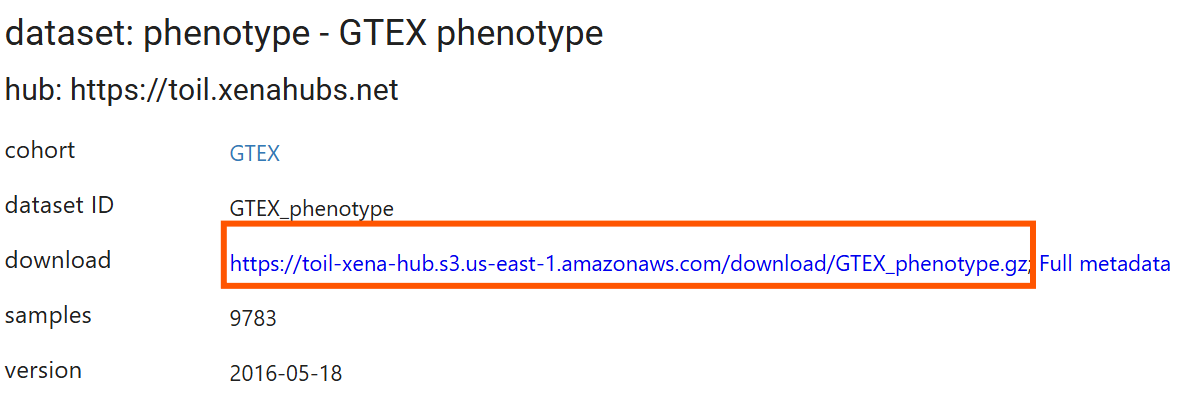 dataset: phenotype - GTEX phenotype
hub: https://toil.xenahubs.net
cohort GTEX
dataset ID GTEX_phenotype
download https://toil-xena-hub.s3.us-east-1.amazonaws.com/download/GTEX_phenotype.gz; Full metadata
samples 9783
version 2016-05-18